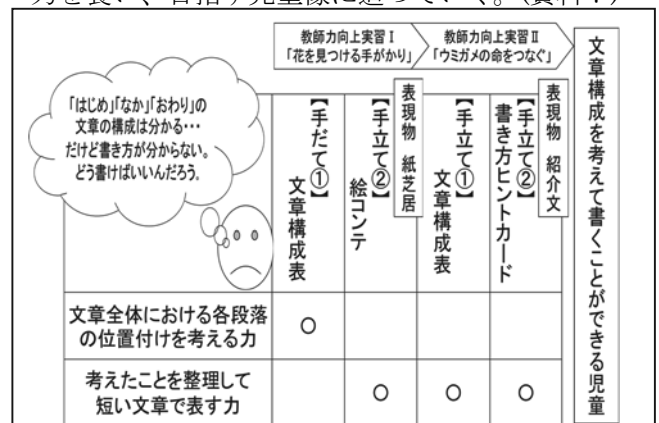 教師力向上実習Ⅰ
「花を見つける手がかり」
教師力向上実習Ⅱ
「ウミガメの命をつなぐ」
「はじめ」「なか」「おわり」の
文章の構成は分かる…
だけど書き方が分からない。
どう書けばいいんだろう。
【手だて①】
文章構成表
【手立て②】
絵コンテ
表現物 紙芝居
【手立て①】
文章構成表
【手立て②】
書き方ヒントカード
表現物 紹介文
文章構成を考えて書くことができる児童
文章全体における各段落
の位置付けを考える力
○
考えたことを整理して
短い文章で表す力
○ ○ ○